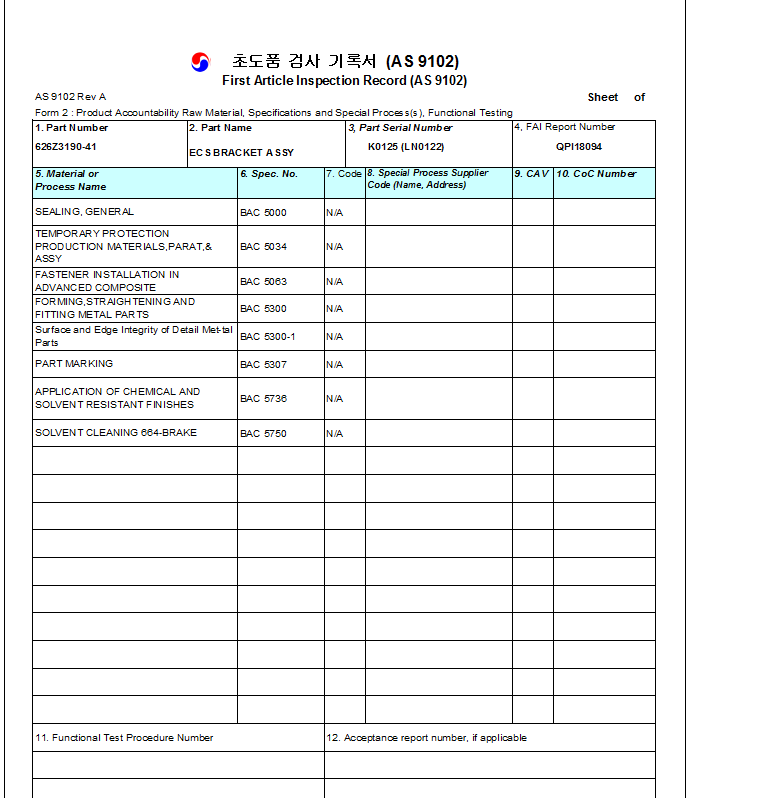 초도품 검사 기록서 (AS 9102)
First Article Inspection Record (AS 9102)
AS 9102 Rev A
Sheet of
Form 2 : Product Accountability Raw Material, Specifications and Special Process(s), Functional Testing
1. Part Number 2. Part Name 3, Part Serial Number 4, FAI Report Number
626Z3190-41 ECS BRACKET ASSY K0125 (LN0122) QPI18094
5. Material or
Process Name
6. Spec. No.
7. Code
8. Special Process Supplier
Code (Name, Address)
9. CAV
10. CoC Number
SEALING, GENERAL BAC 5000 N/A
TEMPORARY PROTECTION
PRODUCTION MATERIALS,PARAT,&
ASSY
BAC 5034 N/A
FASTENER INSTALLATION IN
ADVANCED COMPOSITE
BAC 5063 N/A
FORMING,STRAIGHTENING AND
FITTING METAL PARTS
BAC 5300 N/A
Surface and Edge Integrity of Detail Met-tal
Parts
BAC 5300-1 N/A
PART MARKING BAC 5307 N/A
APPLICATION OF CHEMICAL AND
SOLVENT RESISTANT FINISHES
BAC 5736 N/A
SOLVENT CLEANING 664-BRAKE BAC 5750 N/A
11. Functional Test Procedure Number 12. Acceptance report number, if applicable